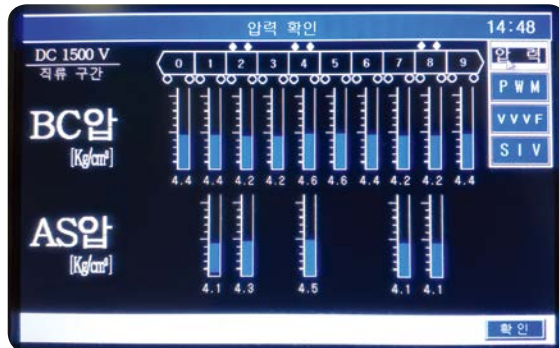 압력 확인 14:48
DC 1500 V
직류 구간
0 1 2 3 4 5 6 7 8 9
압 력
P W M
V V V F
S I V
BC압
[Kg/cm²]
4.4 4.4 4.2 4.2 4.6 4.6 4.4 4.2 4.2 4.4
AS압
[Kg/cm²]
4.1 4.3 4.5 4.1 4.1
확 인